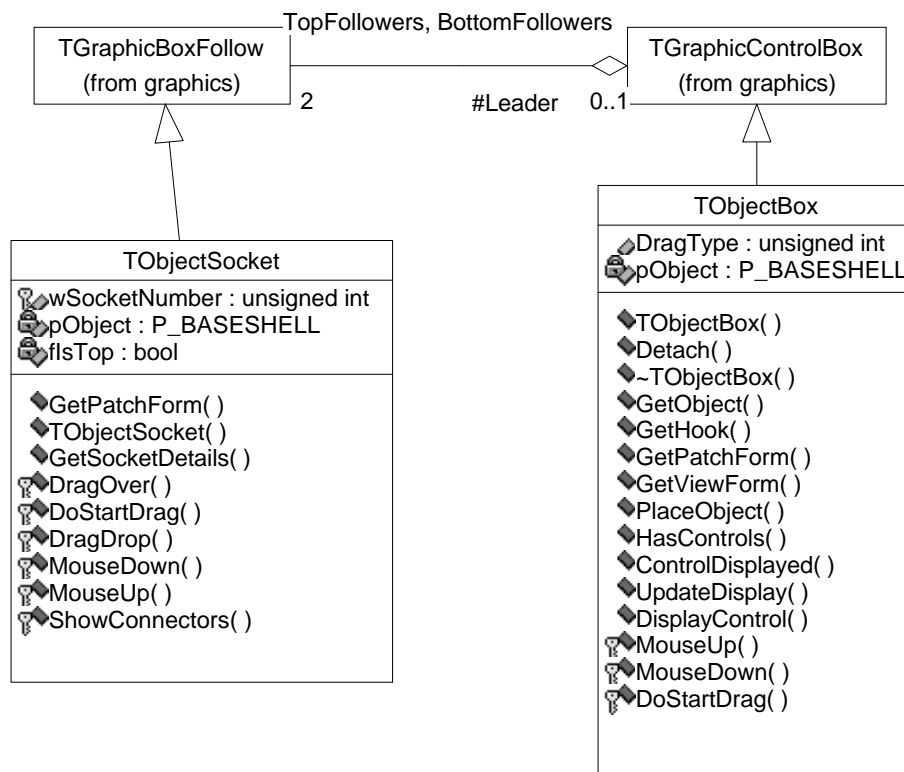 TopFollowers, BottomFollowers
TGraphicBoxFollow
(from graphics)
TGraphicControlBox
(from graphics)
2
#Leader
0..1
TObjectSocket
wSocketNumber : unsigned int
pObject : P_BASESHELL
fIsTop : bool
GetPatchForm( )
TObjectSocket( )
GetSocketDetails( )
DragOver( )
DoStartDrag( )
DragDrop( )
MouseDown( )
MouseUp( )
ShowConnectors( )
TObjectBox
DragType : unsigned int
pObject : P_BASESHELL
TObjectBox( )
Detach( )
~TObjectBox( )
GetObject( )
GetHook( )
GetPatchForm( )
GetViewForm( )
PlaceObject( )
HasControls( )
ControlDisplayed( )
UpdateDisplay( )
DisplayControl( )
MouseUp( )
MouseDown( )
DoStartDrag( )